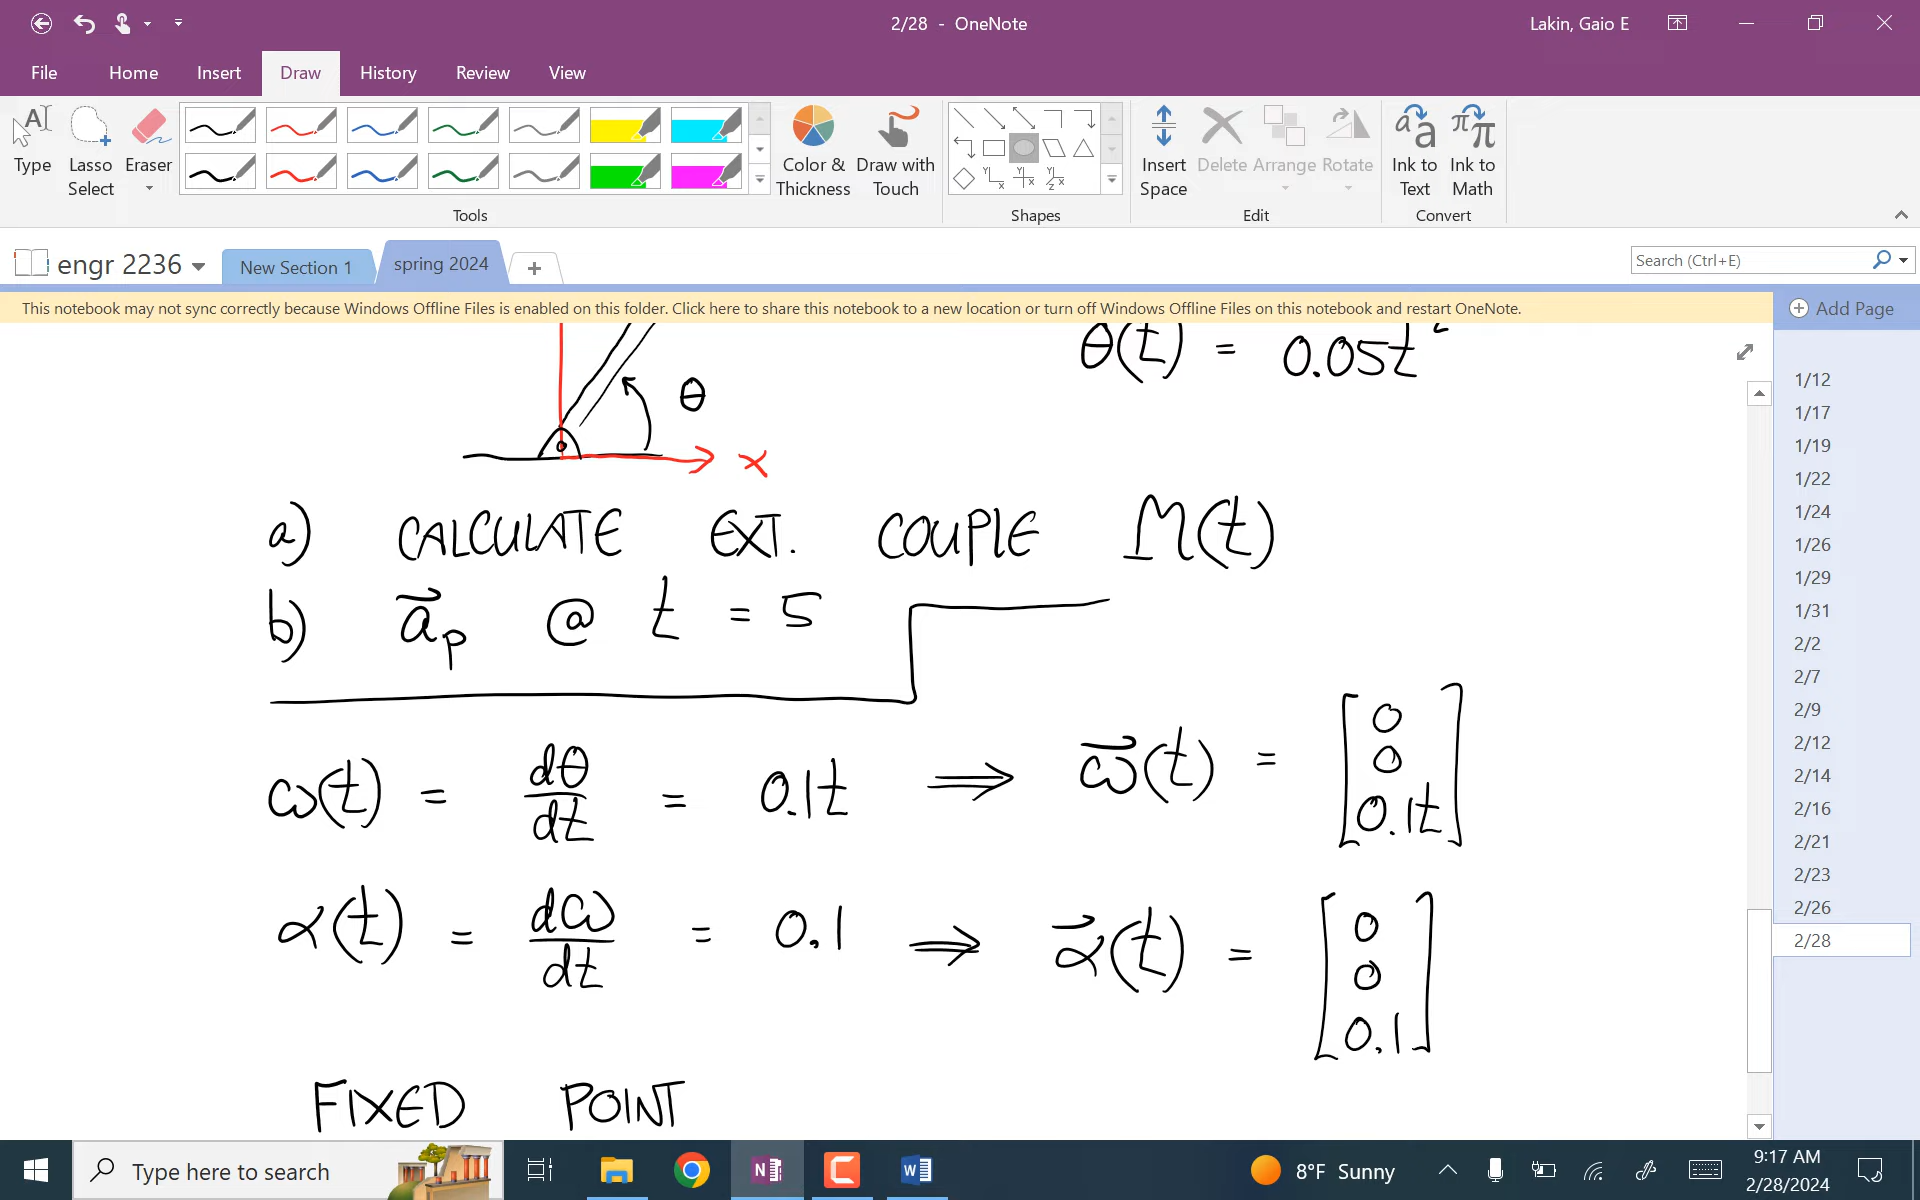 2/28 - OneNote
Lakin, Gaio E
File Home Insert Draw History Review View
Type
Lasso Select
Eraser
Color & Thickness
Draw with Touch
Insert Space
Delete
Arrange
Rotate
Ink to Text
Ink to Math
Tools
Shapes
Edit
Convert
engr 2236
New Section 1
spring 2024
Search (Ctrl+E)
This notebook may not sync correctly because Windows Offline Files is enabled on this folder. Click here to share this notebook to a new location or turn off Windows Offline Files on this notebook and restart OneNote.
Add Page
1/12
1/17
1/19
1/22
1/24
1/26
1/29
1/31
2/2
2/7
2/9
2/12
2/14
2/16
2/21
2/23
2/26
2/28
θ(t) = 0.05t²
θ
x
a) CALCULATE EXT. COUPLE M(t)
b) a⃗p @ t = 5
ω(t) = dθ/dt = 0.1t ⟹ ω⃗(t) = [0 0 0.1t]
α(t) = dω/dt = 0.1 ⟹ α⃗(t) = [0 0 0.1]
FIXED POINT
Type here to search
8°F Sunny
9:17 AM
2/28/2024